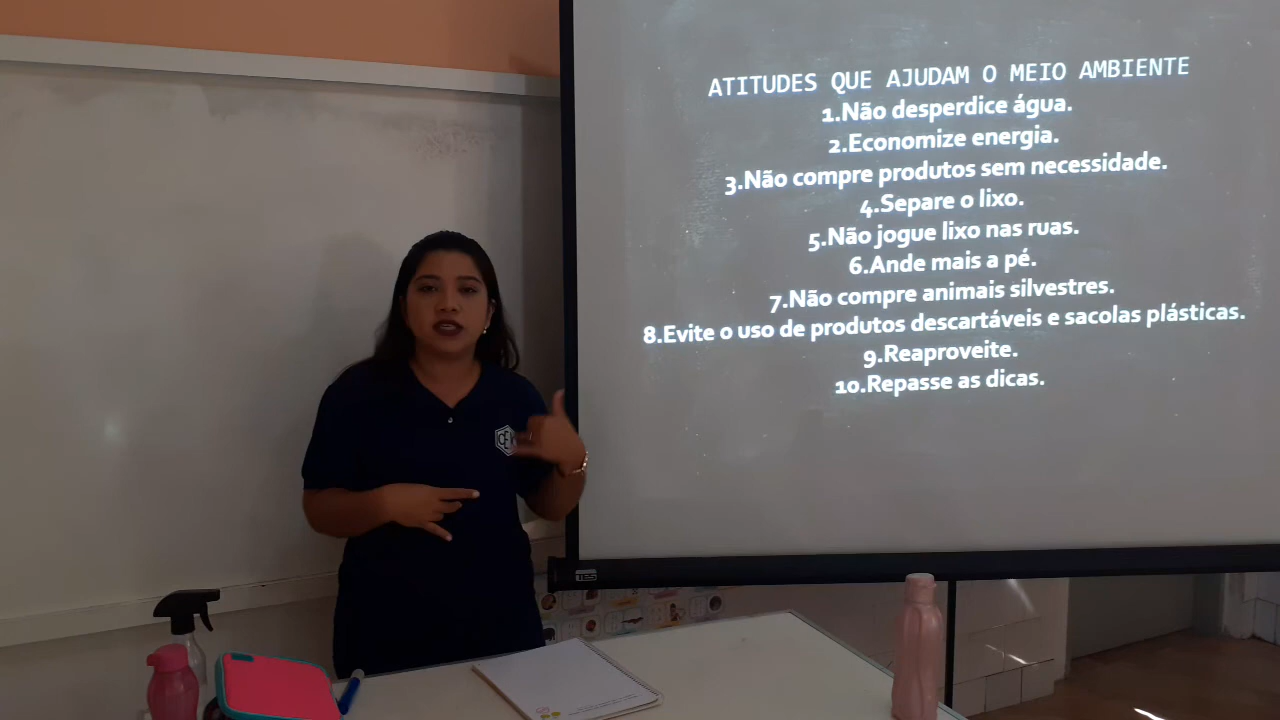 ATITUDES QUE AJUDAM O MEIO AMBIENTE
1.Não desperdice água.
2.Economize energia.
3.Não compre produtos sem necessidade.
4.Separe o lixo.
5.Não jogue lixo nas ruas.
6.Ande mais a pé.
7.Não compre animais silvestres.
8.Evite o uso de produtos descartáveis e sacolas plásticas.
9.Reaproveite.
10.Repasse as dicas.
TES